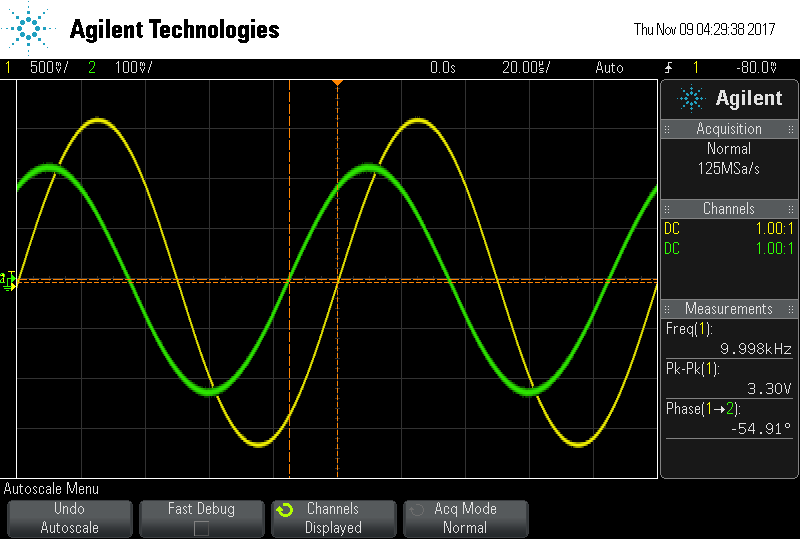 Agilent Technologies
Thu Nov 09 04:29:38 2017
1 500mV/ 2 100mV/ 0.0s 20.00µs/ Auto 1 -80.0mV
Agilent
Acquisition
Normal
125MSa/s
Channels
DC 1.00:1
DC 1.00:1
Measurements
Freq(1):
9.998kHz
Pk-Pk(1):
3.30V
Phase(1→2):
-54.91°
Autoscale Menu
Undo
Autoscale
Fast Debug
Channels
Displayed
Acq Mode
Normal